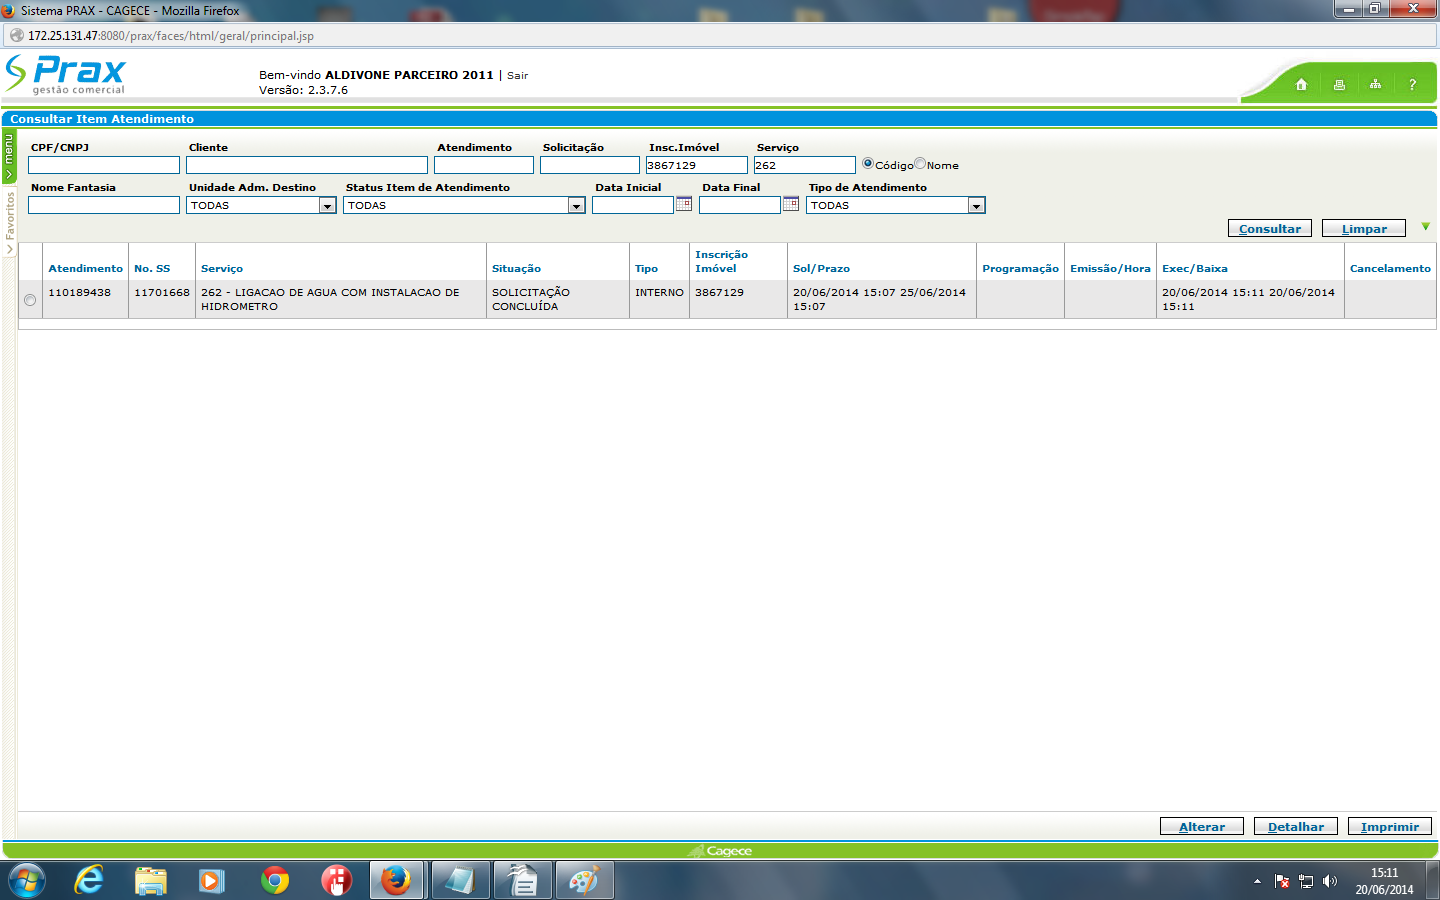 Sistema PRAX - CAGECE - Mozilla Firefox
172.25.131.47:8080/prax/faces/html/geral/principal.jsp
Prax
gestão comercial
Bem-vindo ALDIVONE PARCEIRO 2011 | Sair
Versão: 2.3.7.6
?
Consultar Item Atendimento
menu
Favoritos
CPF/CNPJ Cliente Atendimento Solicitação Insc.Imóvel Serviço
3867129 262 Código Nome
Nome Fantasia Unidade Adm. Destino Status Item de Atendimento Data Inicial Data Final Tipo de Atendimento
TODAS TODAS TODAS
Consultar Limpar
Atendimento No. SS Serviço Situação Tipo Inscrição Imóvel Sol/Prazo Programação Emissão/Hora Exec/Baixa Cancelamento
110189438 11701668 262 - LIGACAO DE AGUA COM INSTALACAO DE SOLICITAÇÃO INTERNO 3867129 20/06/2014 15:07 25/06/2014 20/06/2014 15:11 20/06/2014
HIDROMETRO CONCLUÍDA 15:07 15:11
Alterar Detalhar Imprimir
Cagece
15:11
20/06/2014